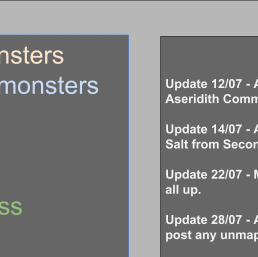 nsters
monsters
ss
Update 12/07 - A
Aseridith Comm
Update 14/07 - A
Salt from Secon
Update 22/07 - M
all up.
Update 28/07 - A
post any unmap